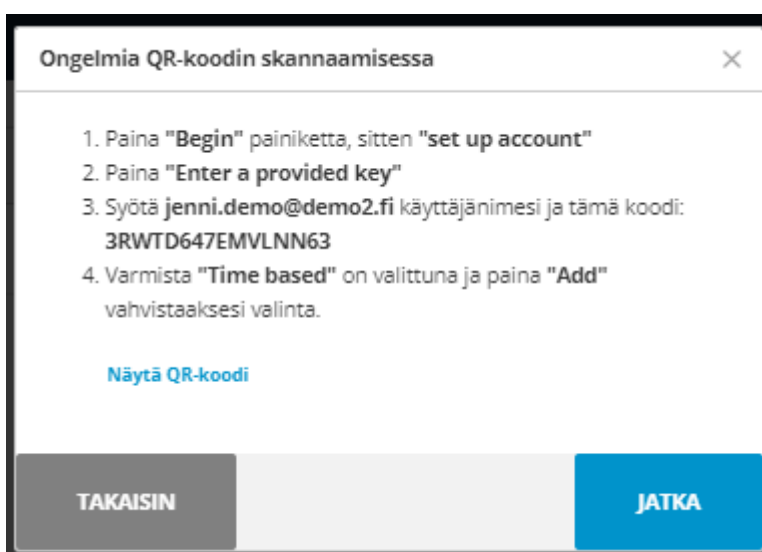 Ongelmia QR-koodin skannaamisessa
1. Paina "Begin" painiketta, sitten "set up account"
2. Paina "Enter a provided key"
3. Syötä jenni.demo@demo2.fi käyttäjänimesi ja tämä koodi:
3RWTD647EMVLNN63
4. Varmista "Time based" on valittuna ja paina "Add"
vahvistaaksesi valinta.
Näytä QR-koodi
TAKAISIN
JATKA